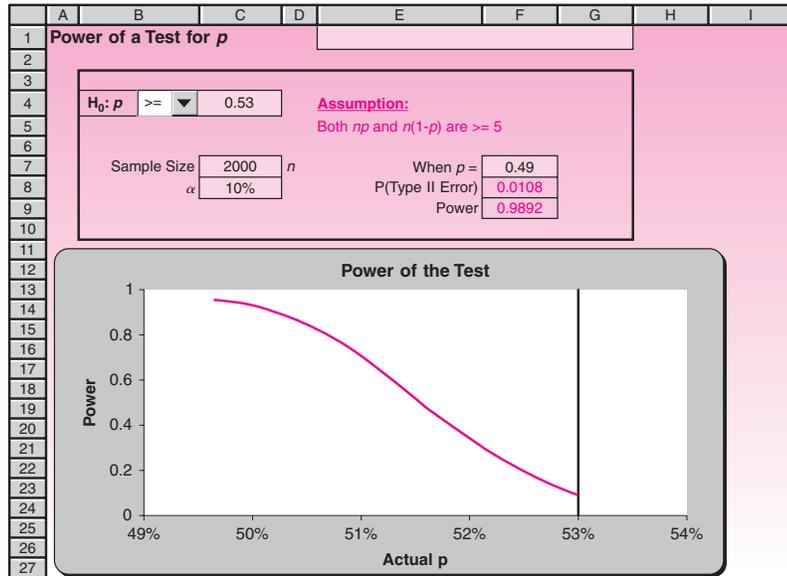 A B C D E F G H I
1 Power of a Test for p
2
3
4 H₀: p >= 0.53 Assumption:
5 Both np and n(1-p) are >= 5
6
7 Sample Size 2000 n When p = 0.49
8 α 10% P(Type II Error) 0.0108
9 Power 0.9892
10
11
12 Power of the Test
13 1
14
15 0.8
16
17 0.6
18
19 Power 0.4
20
21
22 0.2
23
24 0
25 49% 50% 51% 52% 53% 54%
26
27 Actual p